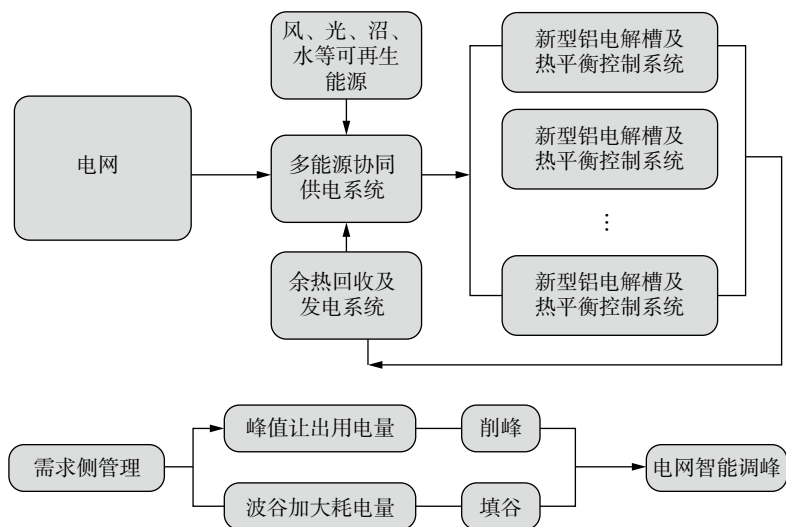 风、光、沼、
水等可再生
能源
电网
多能源协同
供电系统
余热回收及
发电系统
新型铝电解槽及
热平衡控制系统
新型铝电解槽及
热平衡控制系统
⋮
新型铝电解槽及
热平衡控制系统
需求侧管理
峰值让出用电量
削峰
波谷加大耗电量
填谷
电网智能调峰